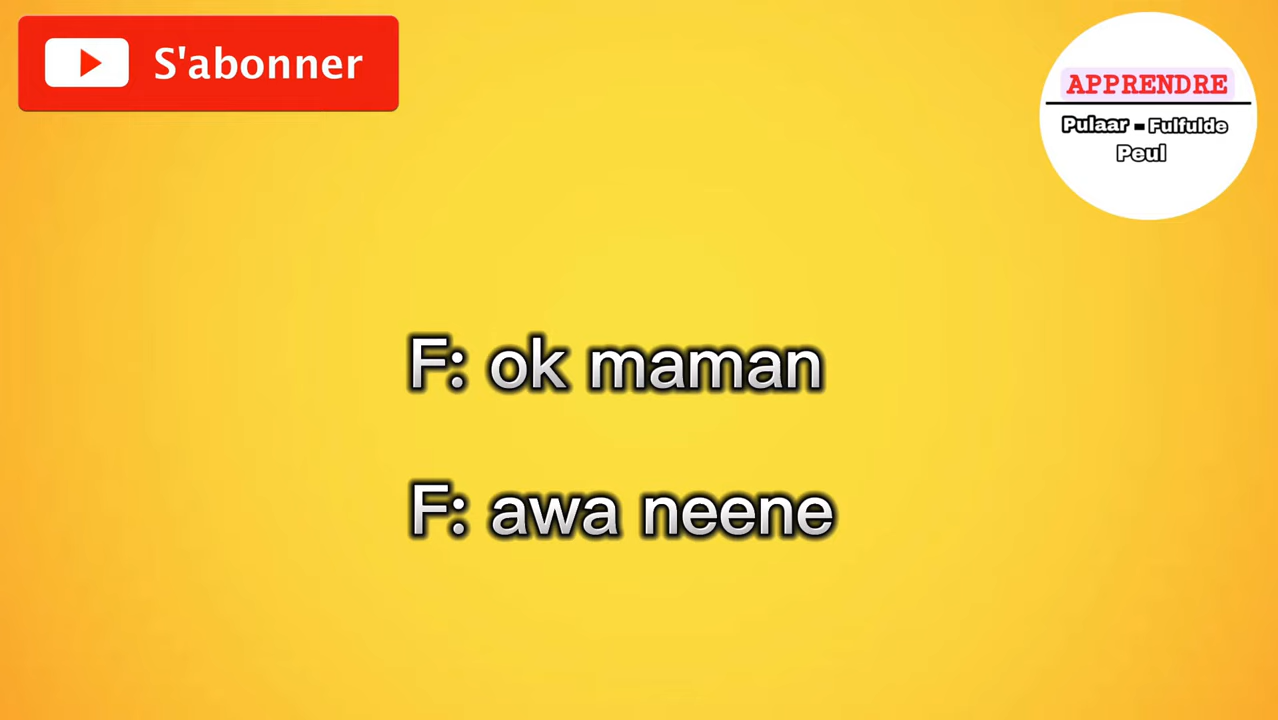 S'abonner
APPRENDRE
Pulaar - Fulfulde
Peul
F: ok maman
F: awa neene